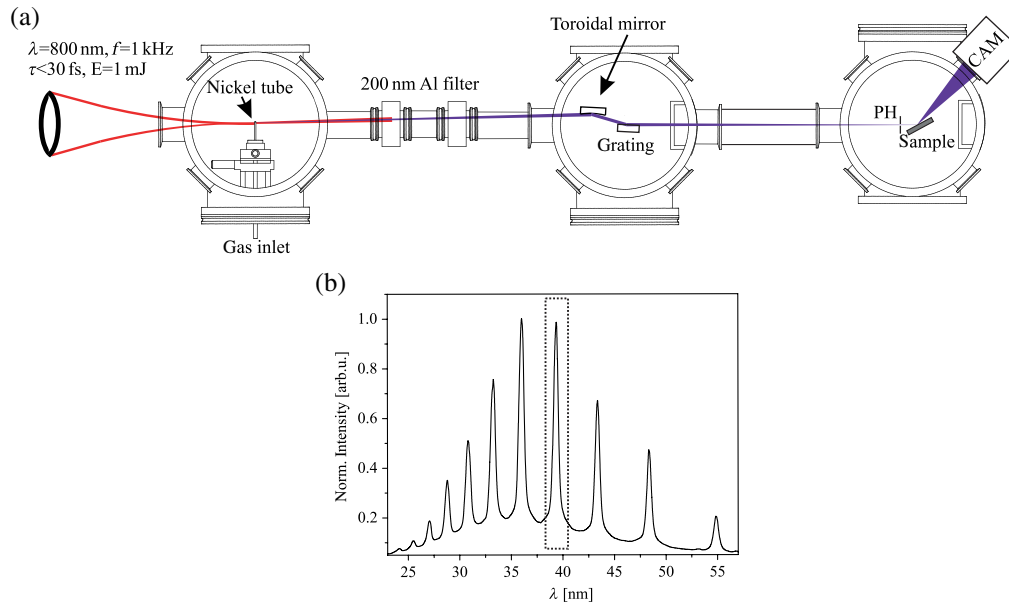 (a)
λ=800 nm, f=1 kHz
τ<30 fs, E=1 mJ
Nickel tube
200 nm Al filter
Toroidal mirror
Grating
PH
Sample
CAM
Gas inlet
(b)
Norm. Intensity [arb.u.]
1.0
0.8
0.6
0.4
0.2
25 30 35 40 45 50 55
λ [nm]